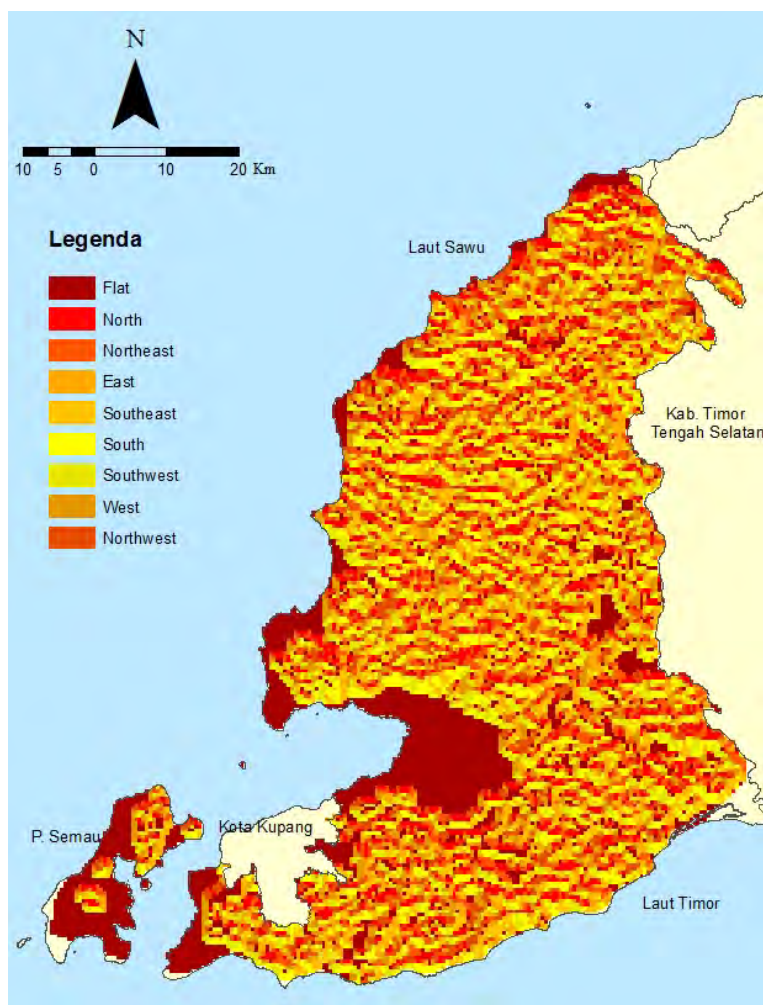 N
10 5 0 10 20 Km
Legenda
Flat
North
Northeast
East
Southeast
South
Southwest
West
Northwest
Laut Sawu
Kab. Timor
Tengah Selatan
P. Semau
Kota Kupang
Laut Timor